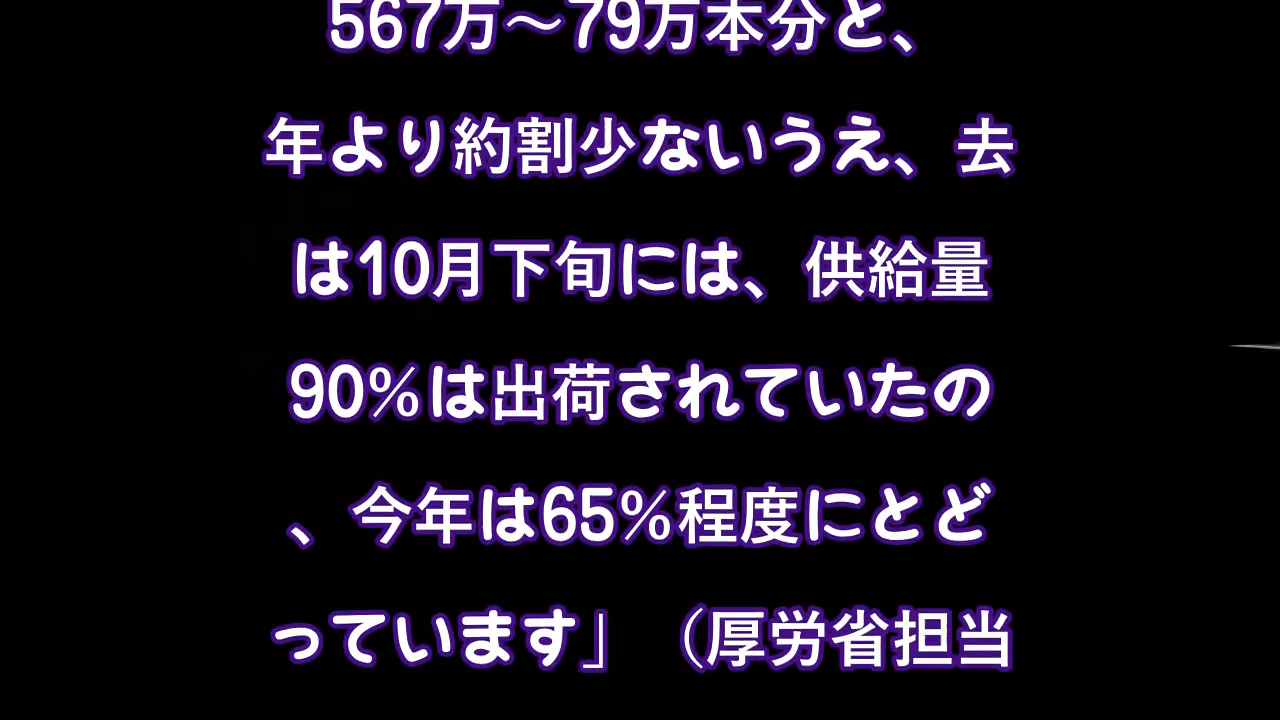 567万～79万本分と、
年より約割少ないうえ、去
は10月下旬には、供給量
90％は出荷されていたの
、今年は65％程度にとど
っています」（厚労省担当